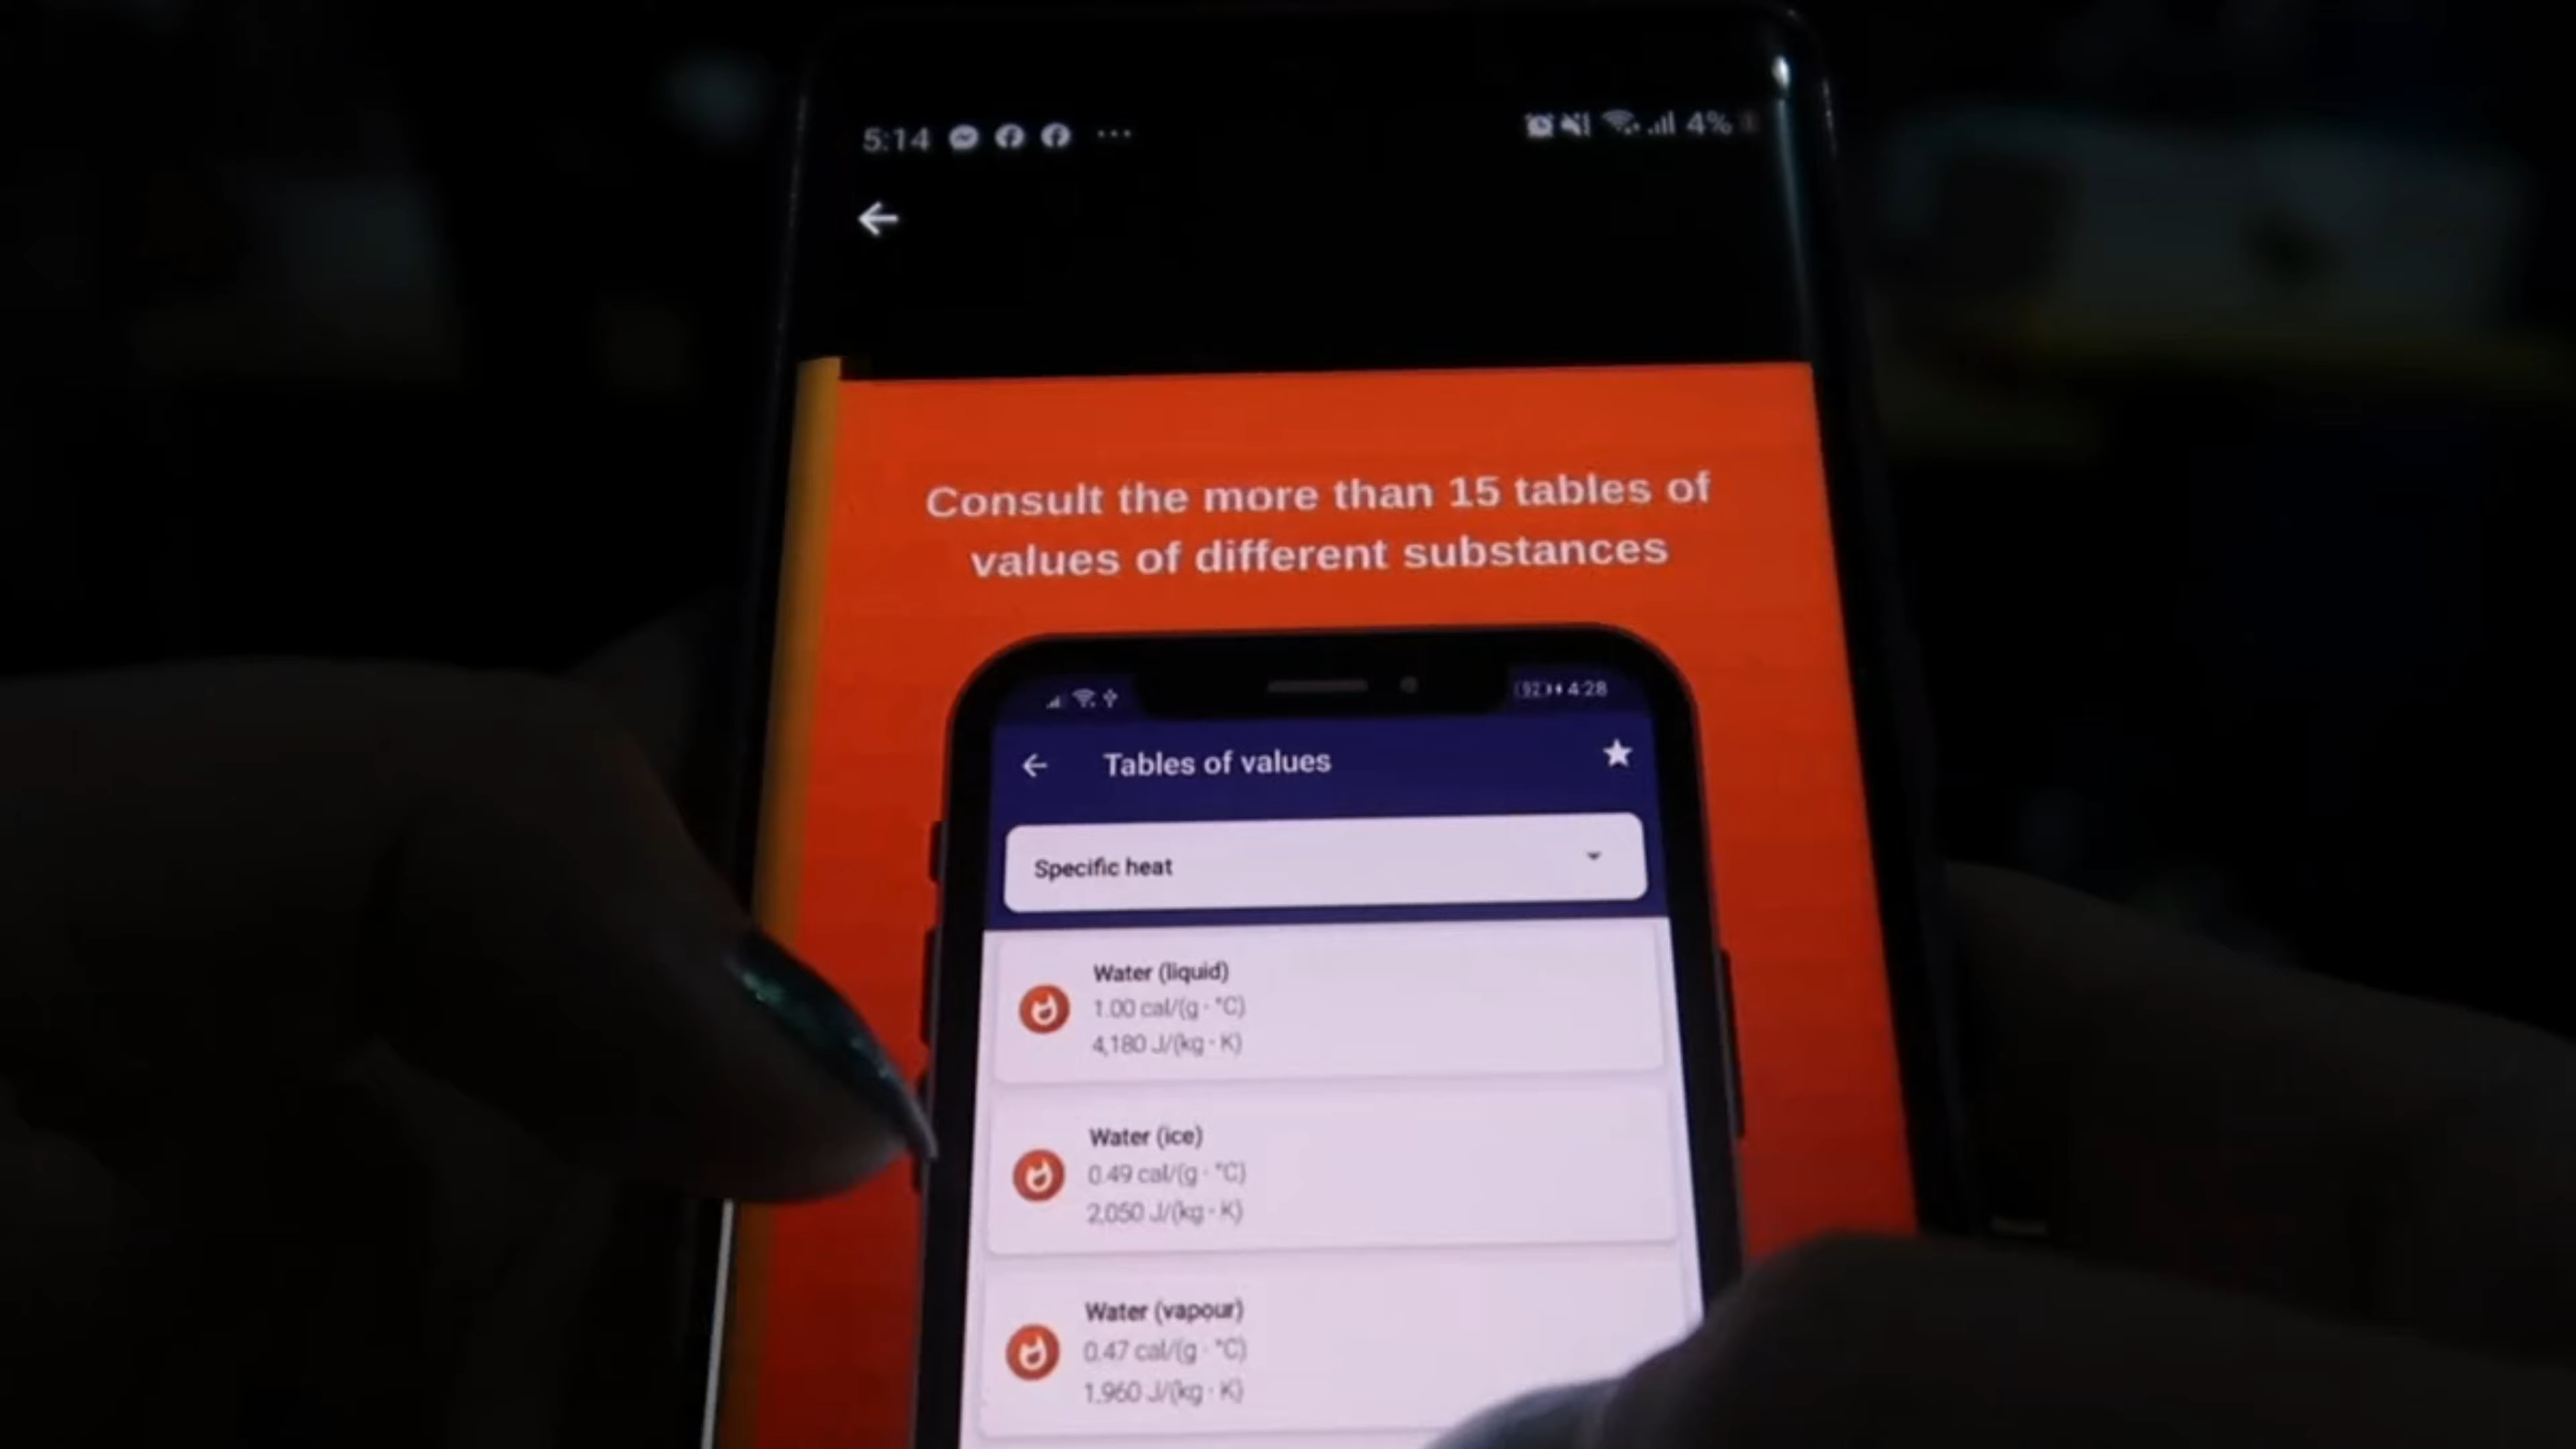 5:14 ... 4%
Consult the more than 15 tables of
values of different substances
92 4:28
Tables of values
Specific heat
Water (liquid)
1.00 cal/(g · °C)
4,180 J/(kg · K)
Water (ice)
0.49 cal/(g · °C)
2,050 J/(kg · K)
Water (vapour)
0.47 cal/(g · °C)
1,960 J/(kg · K)